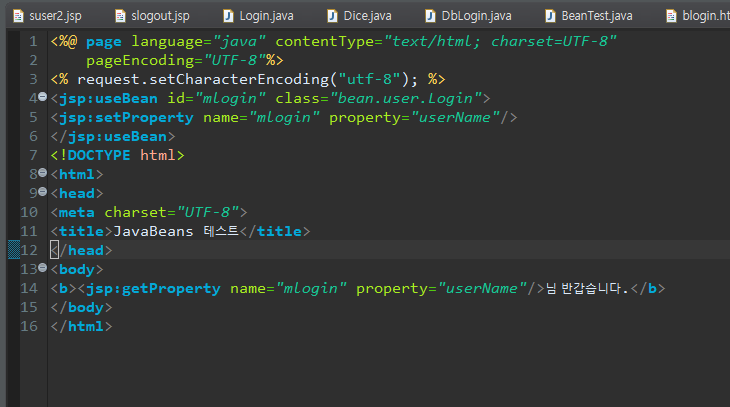 suser2.jsp slogout.jsp Login.java Dice.java DbLogin.java BeanTest.java blogin.ht
1 <%@ page language="java" contentType="text/html; charset=UTF-8"
2     pageEncoding="UTF-8"%>
3 <% request.setCharacterEncoding("utf-8"); %>
4 <jsp:useBean id="mlogin" class="bean.user.Login">
5 <jsp:setProperty name="mlogin" property="userName"/>
6 </jsp:useBean>
7 <!DOCTYPE html>
8 <html>
9 <head>
10 <meta charset="UTF-8">
11 <title>JavaBeans 테스트</title>
12 </head>
13 <body>
14 <b><jsp:getProperty name="mlogin" property="userName"/>님 반갑습니다.</b>
15 </body>
16 </html>